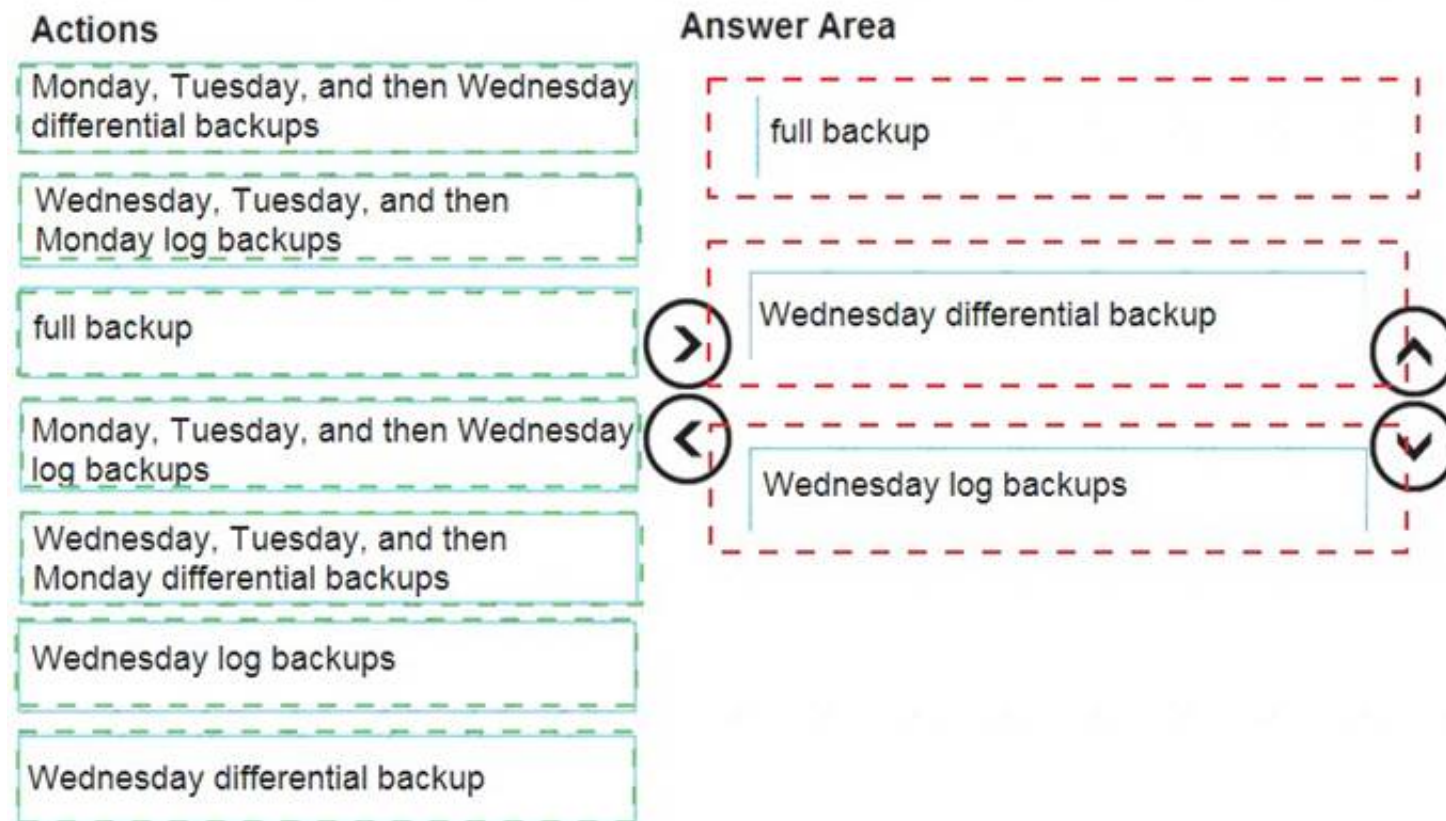 Actions
Monday, Tuesday, and then Wednesday
differential backups
Wednesday, Tuesday, and then
Monday log backups
full backup
Monday, Tuesday, and then Wednesday
log backups
Wednesday, Tuesday, and then
Monday differential backups
Wednesday log backups
Wednesday differential backup
Answer Area
full backup
Wednesday differential backup
Wednesday log backups